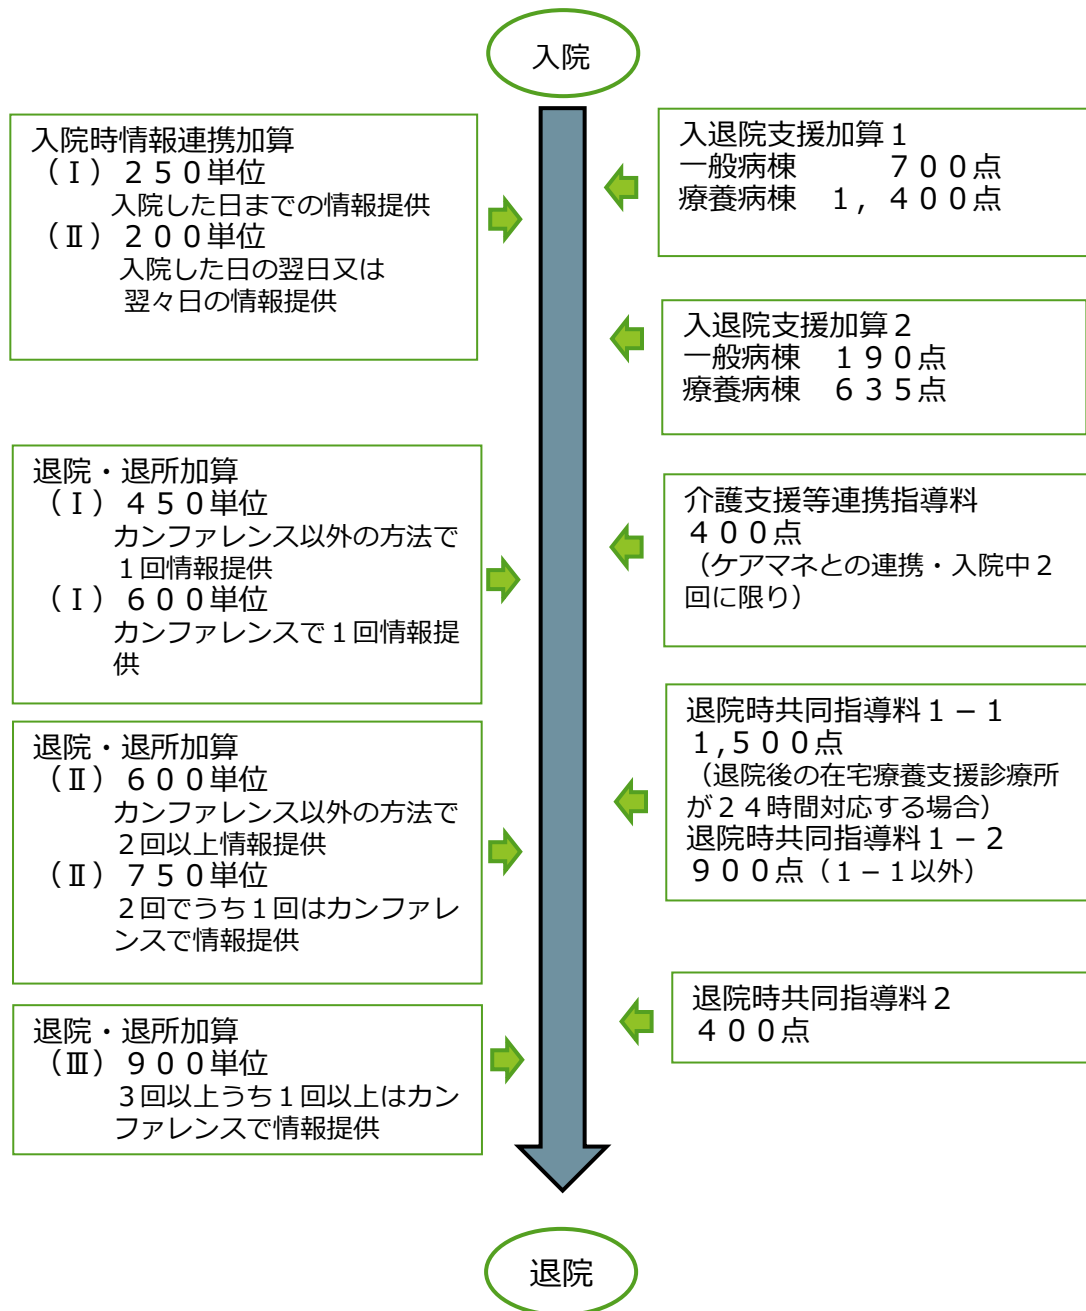 入院
入院時情報連携加算
（Ⅰ）２５０単位
入院した日までの情報提供
（Ⅱ）２００単位
入院した日の翌日又は
翌々日の情報提供
退院・退所加算
（Ⅰ）４５０単位
カンファレンス以外の方法で
１回情報提供
（Ⅰ）６００単位
カンファレンスで１回情報提
供
退院・退所加算
（Ⅱ）６００単位
カンファレンス以外の方法で
２回以上情報提供
（Ⅱ）７５０単位
２回でうち１回はカンファレ
ンスで情報提供
退院・退所加算
（Ⅲ）９００単位
３回以上うち１回以上はカン
ファレンスで情報提供
入退院支援加算１
一般病棟　　　７００点
療養病棟　１，４００点
入退院支援加算２
一般病棟　１９０点
療養病棟　６３５点
介護支援等連携指導料
４００点
（ケアマネとの連携・入院中２
回に限り）
退院時共同指導料１－１
１,５００点
（退院後の在宅療養支援診療所
が２４時間対応する場合）
退院時共同指導料１－２
９００点（１－１以外）
退院時共同指導料２
４００点
退院